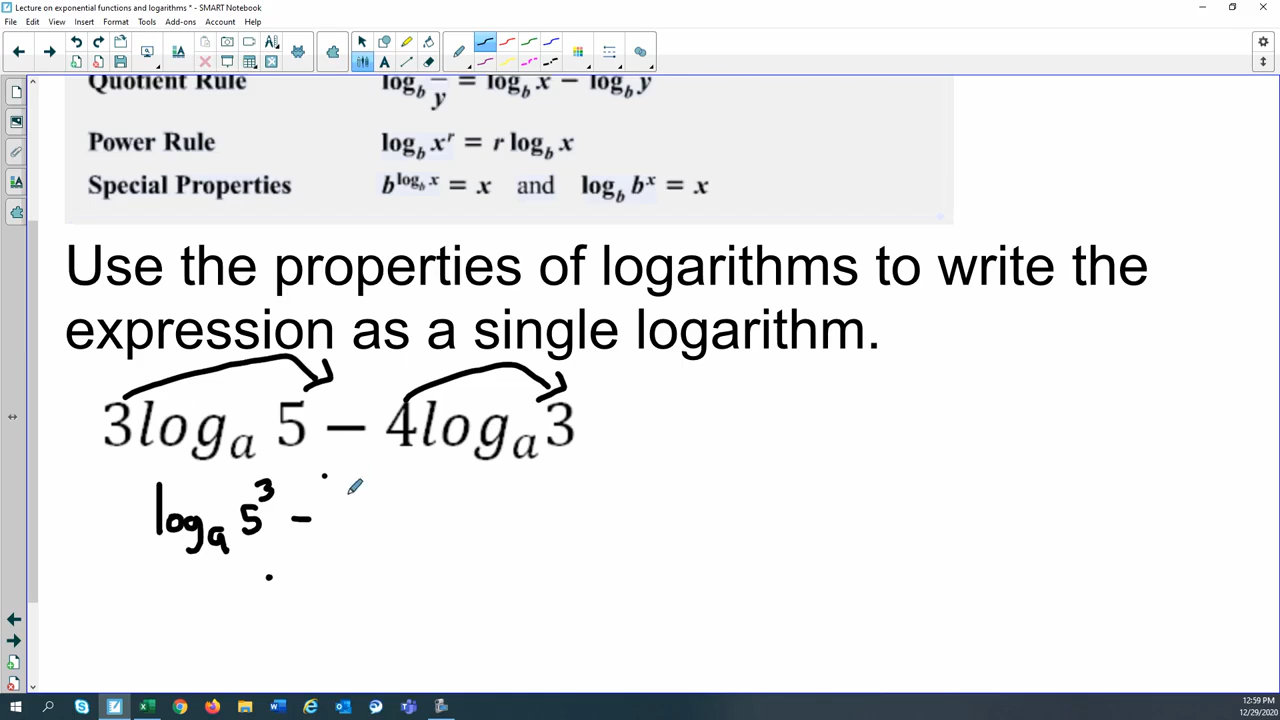 Lecture on exponential functions and logarithms * - SMART Notebook
File Edit View Insert Format Tools Add-ons Account Help
Quotient Rule log_b —/y = log_b x − log_b y
Power Rule log_b x^r = r log_b x
Special Properties b^{log_b x} = x and log_b b^x = x
Use the properties of logarithms to write the
expression as a single logarithm.
3log_a 5 − 4log_a 3
log_a 5^3 −
12:59 PM
12/29/2020